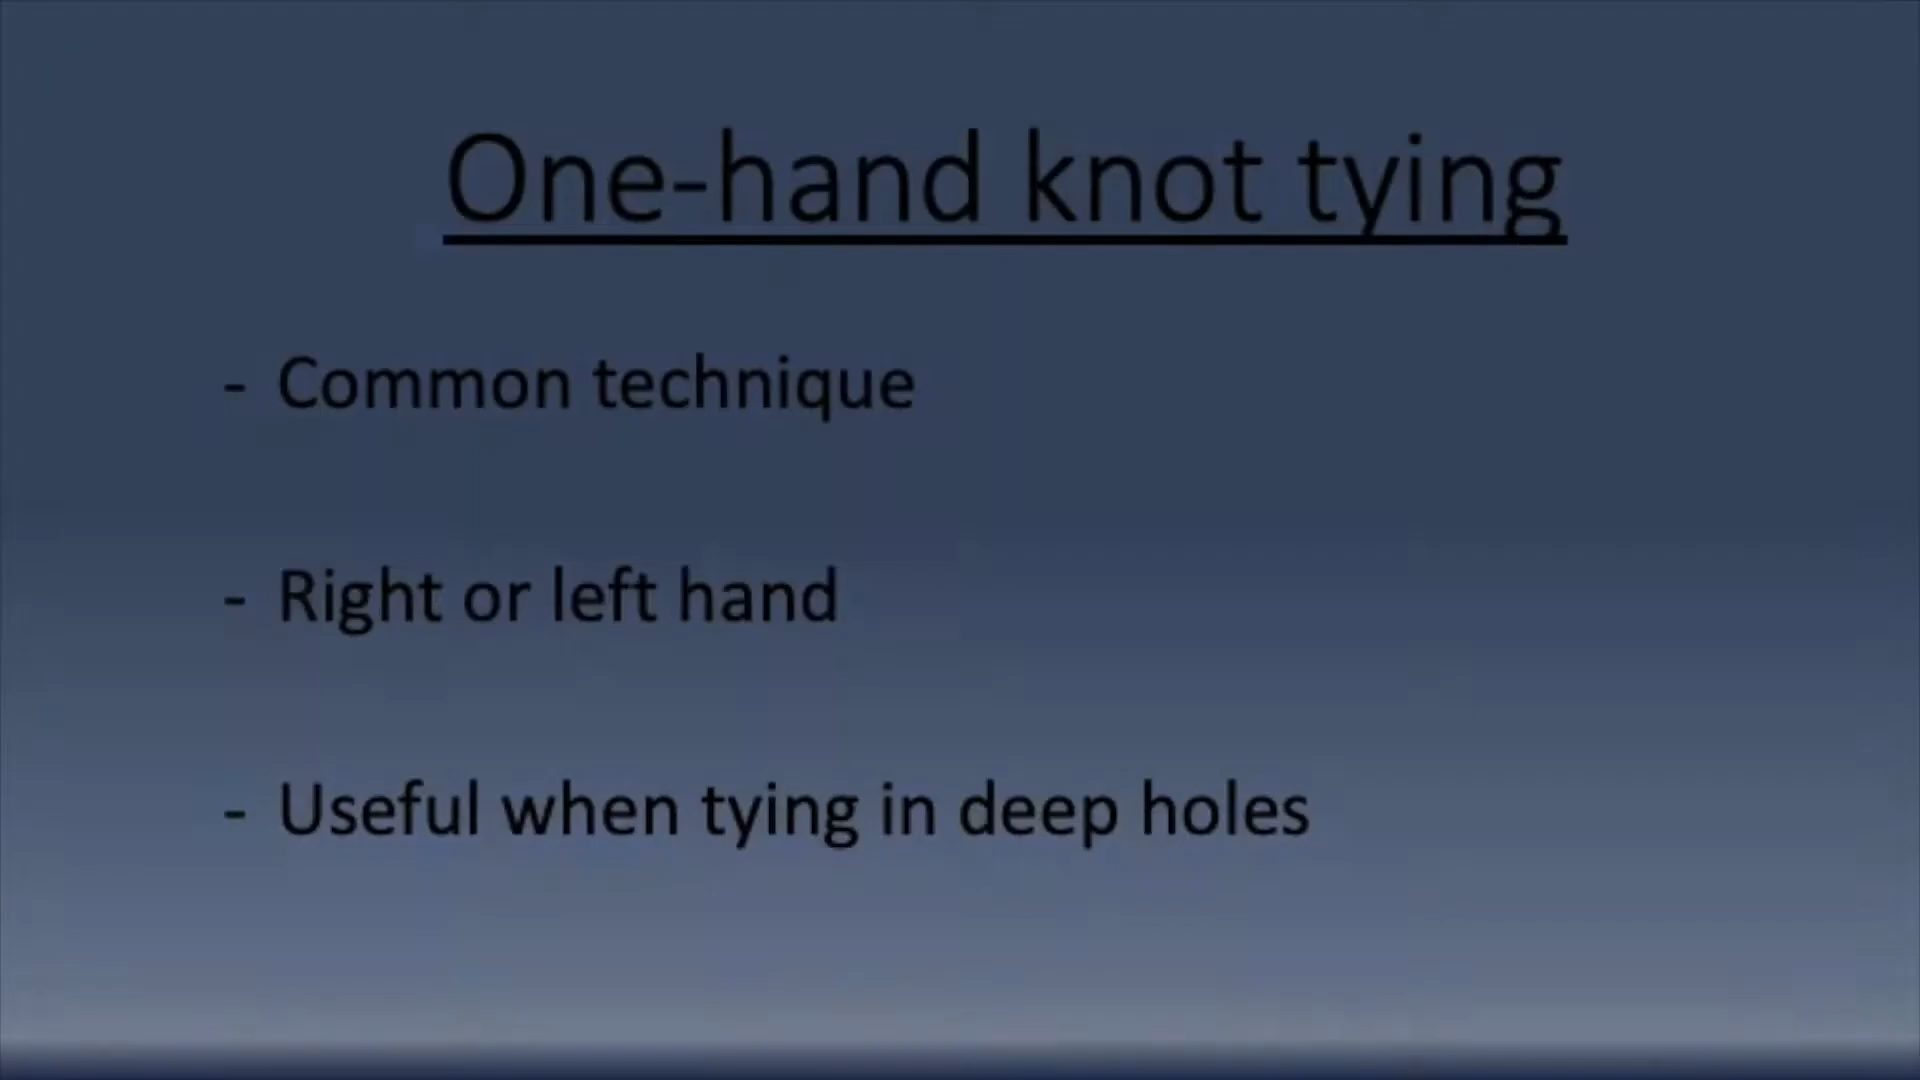 One-hand knot tying
- Common technique
- Right or left hand
- Useful when tying in deep holes